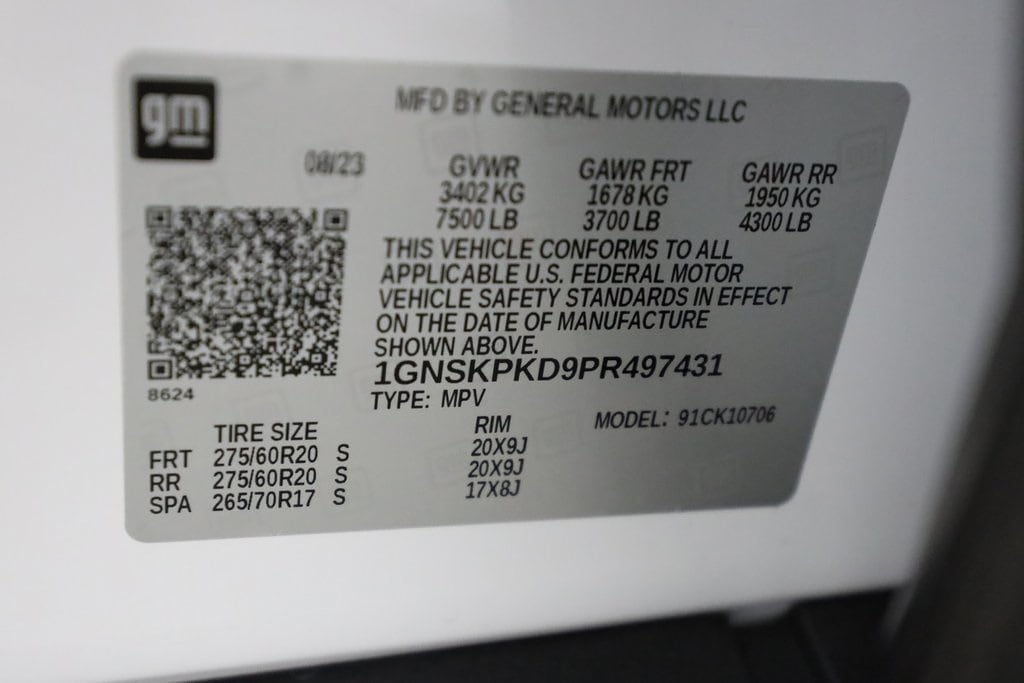 gm
MFD BY GENERAL MOTORS LLC
08/23
GVWR GAWR FRT GAWR RR
3402 KG 1678 KG 1950 KG
7500 LB 3700 LB 4300 LB
THIS VEHICLE CONFORMS TO ALL
APPLICABLE U.S. FEDERAL MOTOR
VEHICLE SAFETY STANDARDS IN EFFECT
ON THE DATE OF MANUFACTURE
SHOWN ABOVE.
1GNSKPKD9PR497431
8624
TYPE: MPV
MODEL: 91CK10706
TIRE SIZE RIM
FRT 275/60R20 S 20X9J
RR 275/60R20 S 20X9J
SPA 265/70R17 S 17X8J